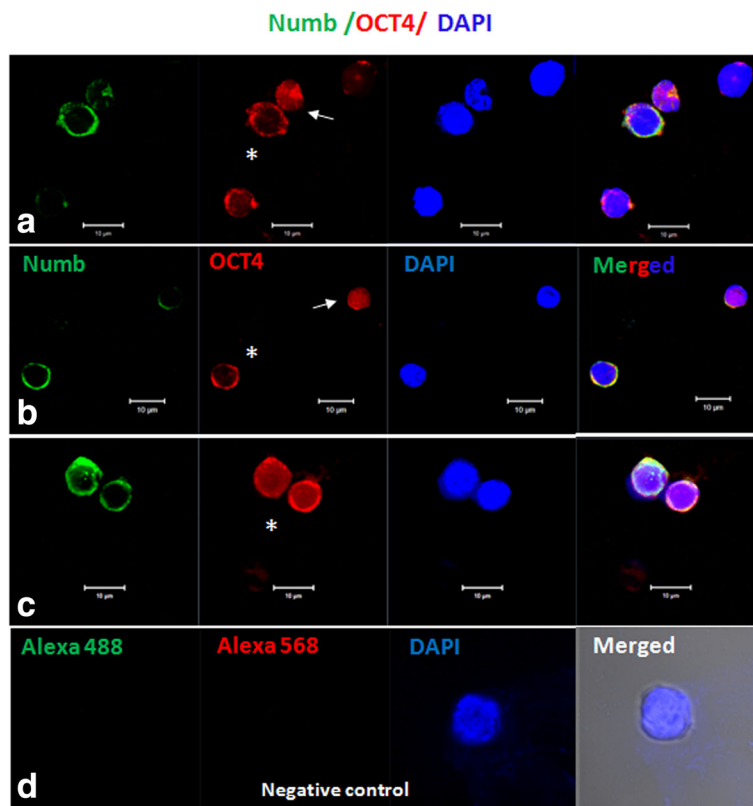 Numb /OCT4/ DAPI
*
a
10 µm 10 µm 10 µm 10 µm
Numb OCT4 DAPI Merged
*
b
10 µm 10 µm 10 µm 10 µm
*
c
10 µm 10 µm 10 µm 10 µm
Alexa 488 Alexa 568 DAPI Merged
d
Negative control